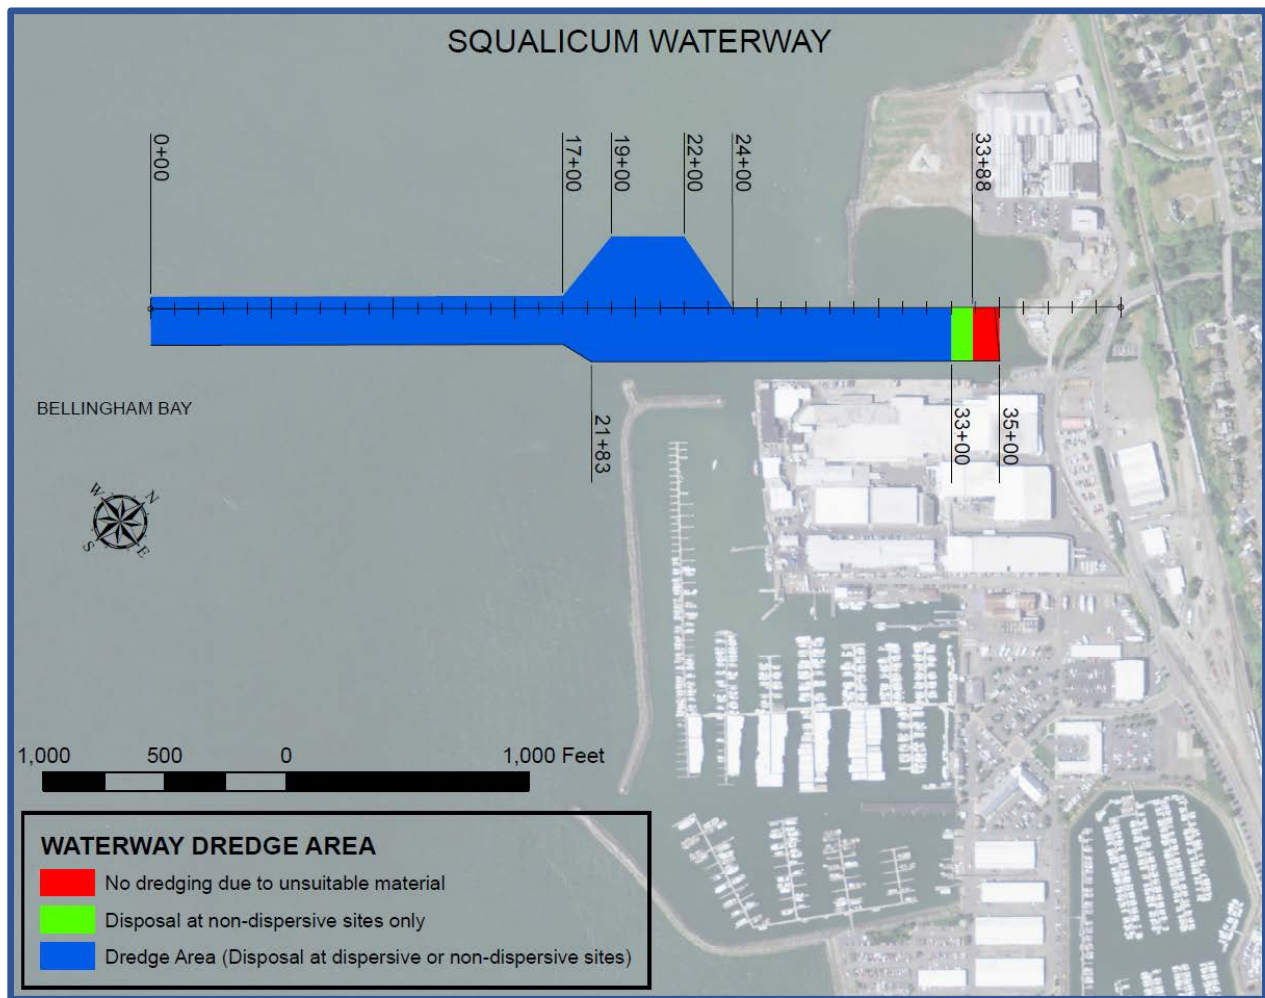 SQUALICUM WATERWAY
0+00
17+00
19+00
22+00
24+00
33+88
21+83
33+00
35+00
BELLINGHAM BAY
W
N
S
E
1,000 500 0 1,000 Feet
WATERWAY DREDGE AREA
No dredging due to unsuitable material
Disposal at non-dispersive sites only
Dredge Area (Disposal at dispersive or non-dispersive sites)